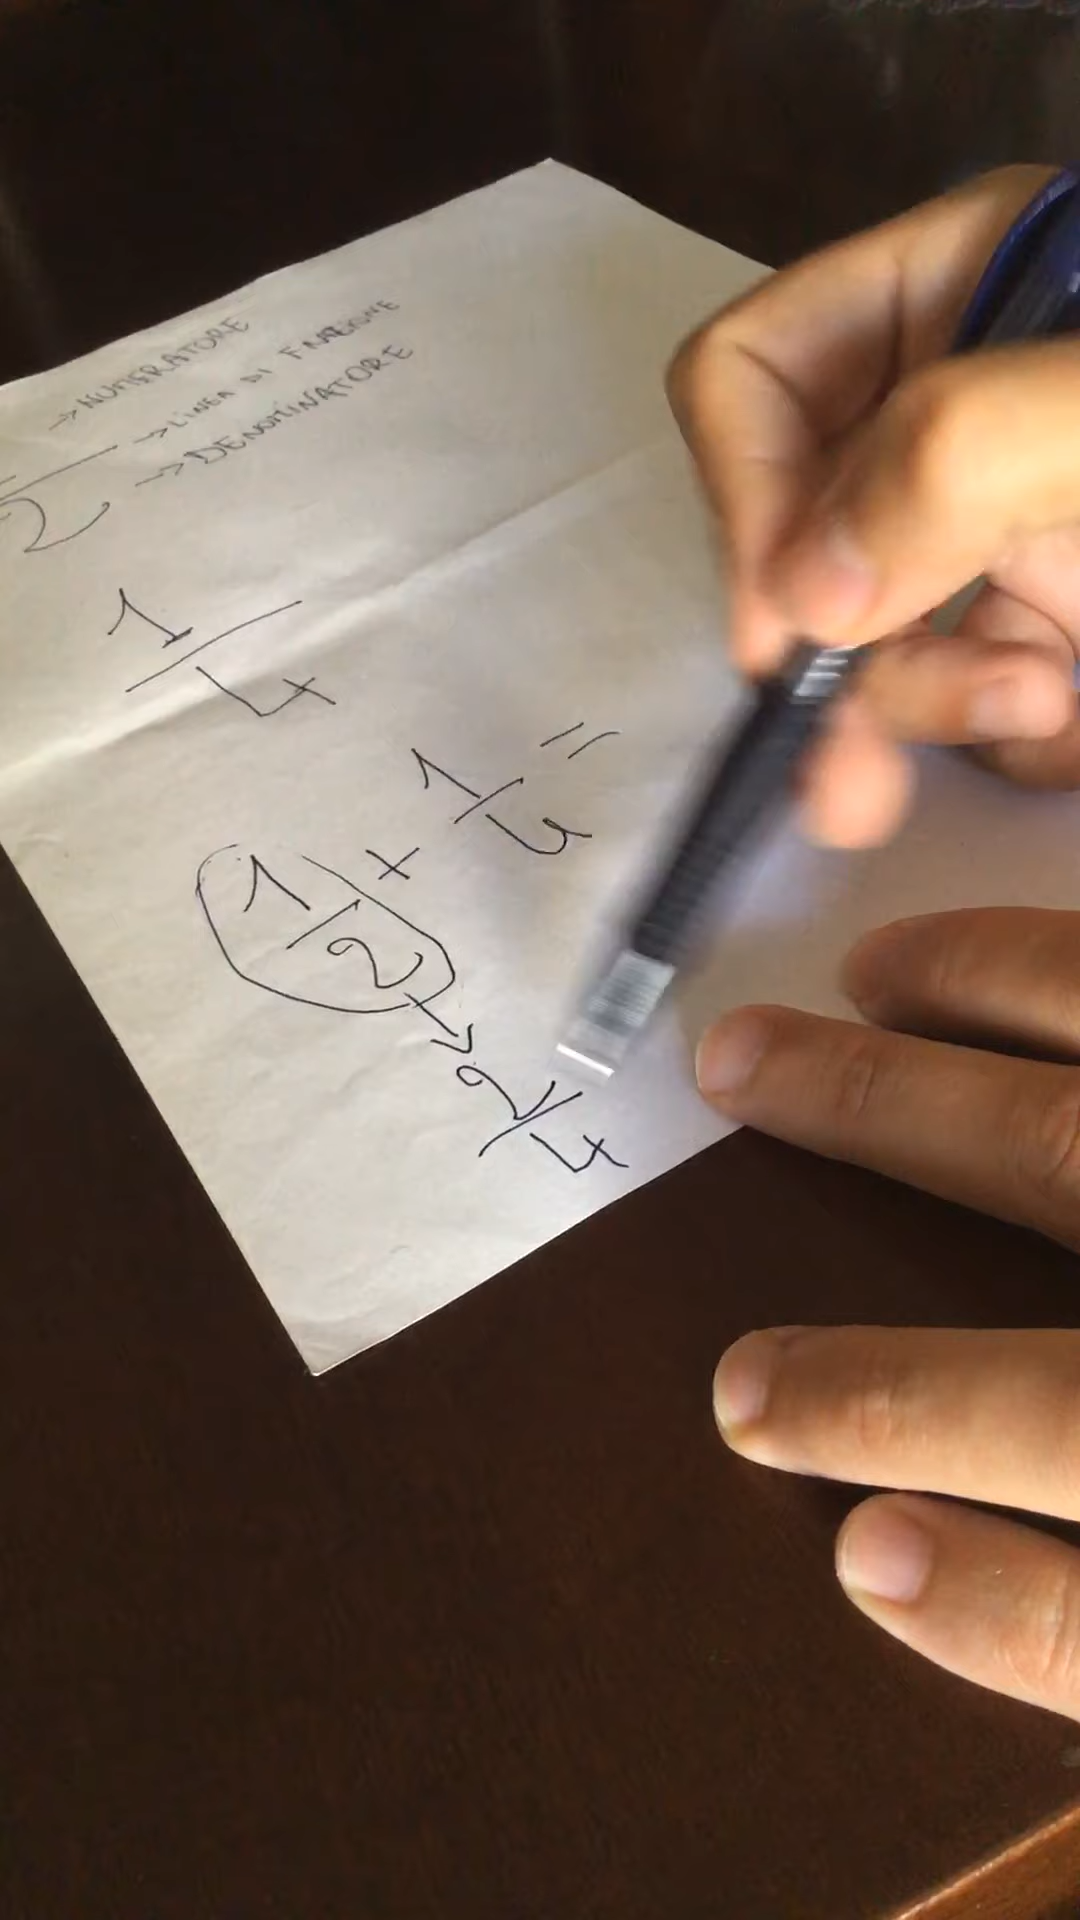 → NUMERATORE
→ LINEA DI FRAZIONE
2 → DENOMINATORE
1/4
1/2 + 1/4 =
→ 2/4